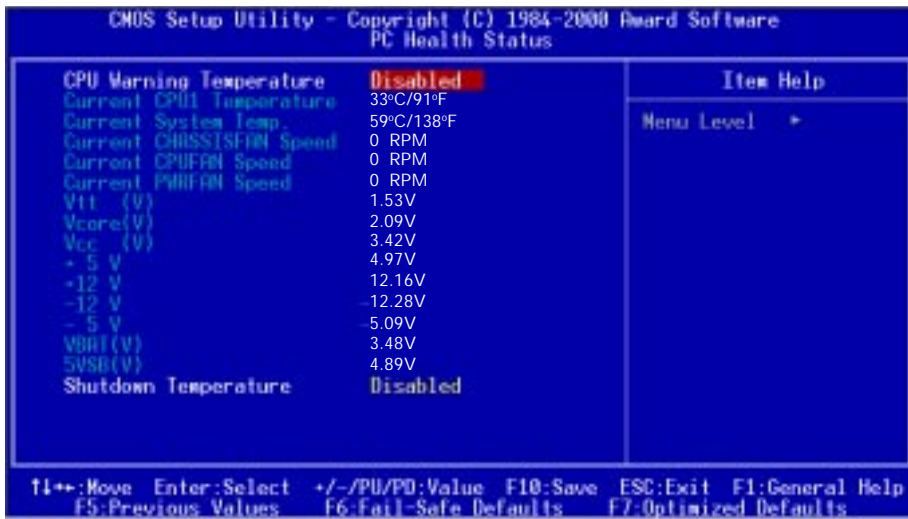 CMOS Setup Utility - Copyright (C) 1984-2000 Award Software
PC Health Status
CPU Warning Temperature Disabled
Current CPU1 Temperature 33°C/91°F
Current System Temp. 59°C/138°F
Current CHASSISFAN Speed 0 RPM
Current CPUFAN Speed 0 RPM
Current PWRFAN Speed 0 RPM
Vtt (V) 1.53V
Vcore(V) 2.09V
Vcc (V) 3.42V
+ 5 V 4.97V
+12 V 12.16V
-12 V -12.28V
- 5 V -5.09V
VBAT(V) 3.48V
5VSB(V) 4.89V
Shutdown Temperature Disabled
Item Help
Menu Level ►
↑↓→←:Move Enter:Select +/-/PU/PD:Value F10:Save ESC:Exit F1:General Help
F5:Previous Values F6:Fail-Safe Defaults F7:Optimized Defaults